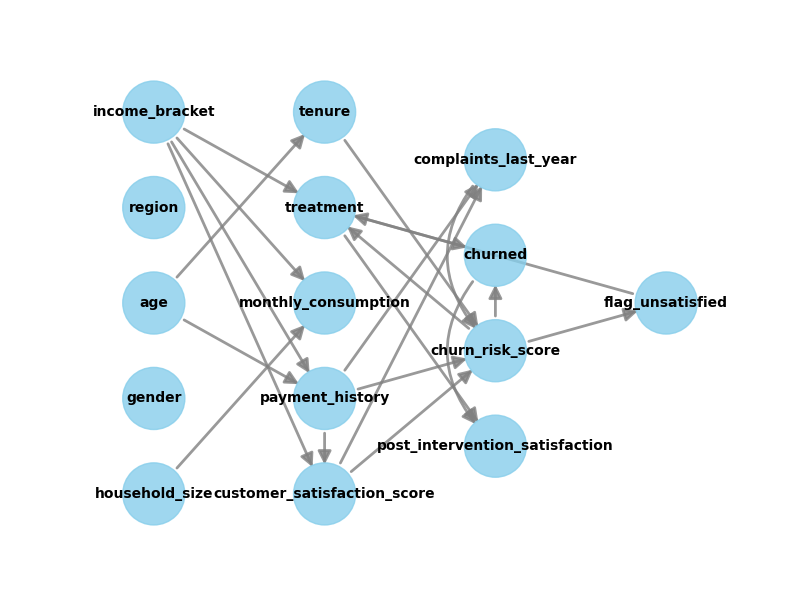 income_bracket
region
age
gender
household_size
tenure
treatment
monthly_consumption
payment_history
customer_satisfaction_score
complaints_last_year
churned
churn_risk_score
post_intervention_satisfaction
flag_unsatisfied